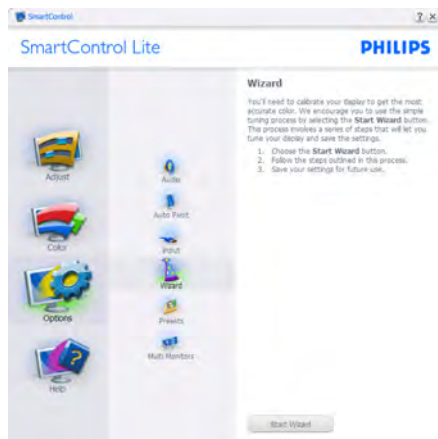 SmartControl
? X
SmartControl Lite
PHILIPS
Adjust
Color
Options
Help
Audio
Auto Pivot
Input
Wizard
Presets
Multi Monitors
Wizard
You'll need to calibrate your display to get the most
accurate color. We encourage you to use the simple
tuning process by selecting the Start Wizard button.
This process involves a series of steps that will let you
tune your display and save the settings.
1. Choose the Start Wizard button.
2. Follow the steps outlined in this process.
3. Save your settings for future use.
Start Wizard